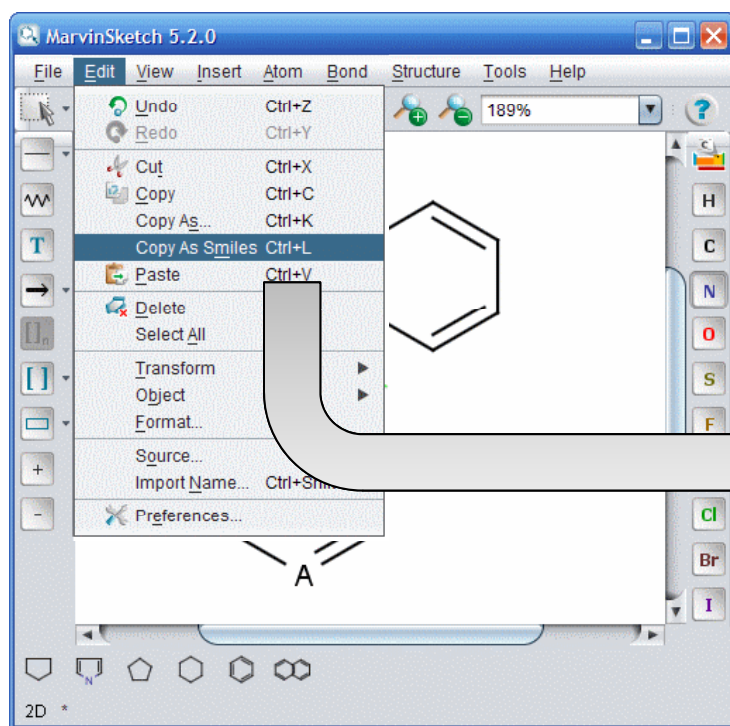 MarvinSketch 5.2.0
File Edit View Insert Atom Bond Structure Tools Help
Undo Ctrl+Z
189%
?
Redo Ctrl+Y
Cut Ctrl+X
Copy Ctrl+C
Copy As... Ctrl+K
Copy As Smiles Ctrl+L
Paste Ctrl+V
Delete
Select All
Transform
Object
Format...
Source...
Import Name...
Preferences...
T
[ ]n
[ ]
+
-
A
H
C
N
O
S
F
Cl
Br
I
N
2D *